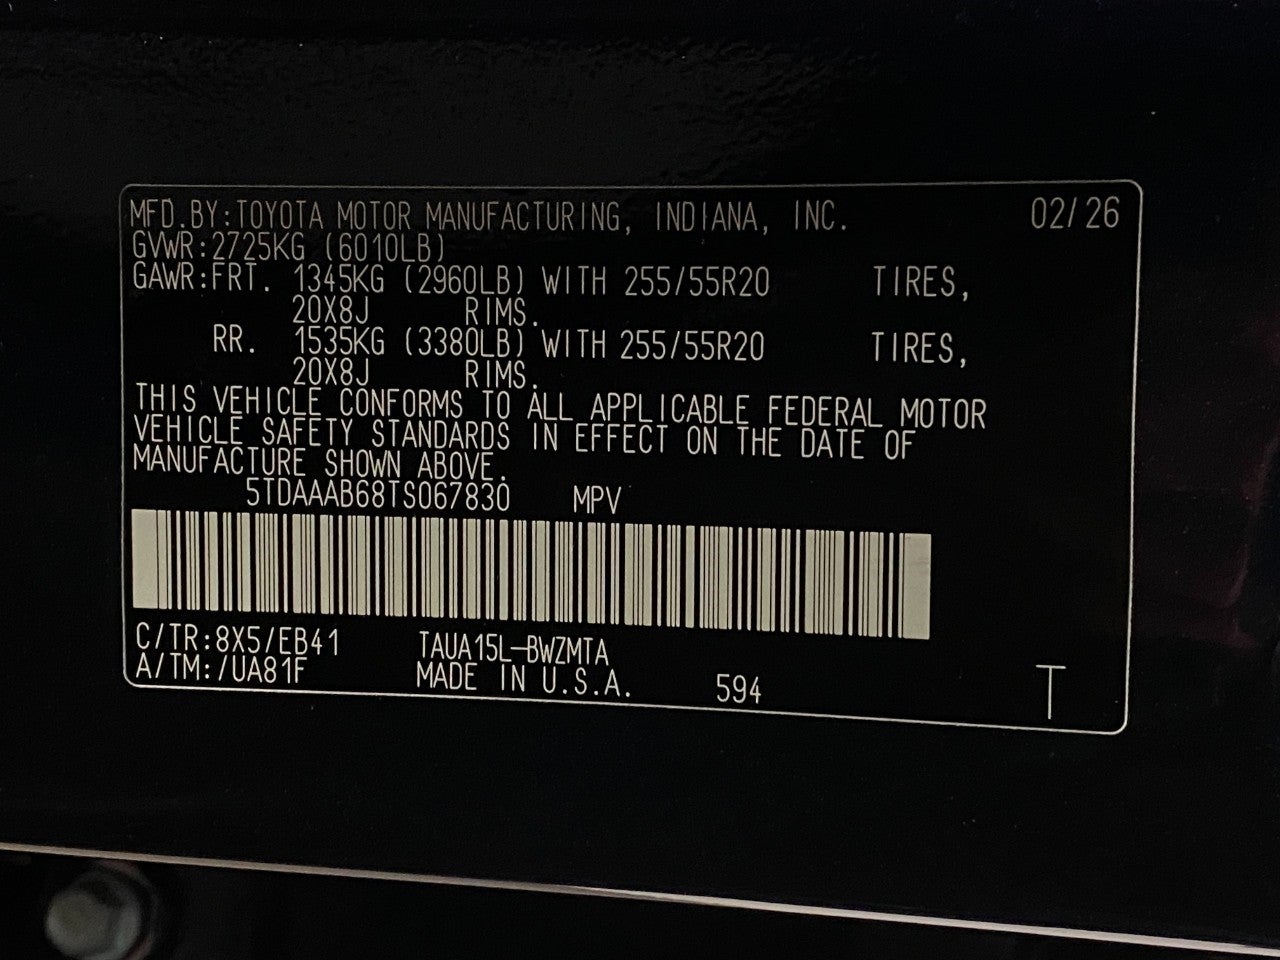 MFD.BY:TOYOTA MOTOR MANUFACTURING, INDIANA, INC. 02/26
GVWR:2725KG (6010LB)
GAWR:FRT. 1345KG (2960LB) WITH 255/55R20 TIRES,
20X8J RIMS.
RR. 1535KG (3380LB) WITH 255/55R20 TIRES,
20X8J RIMS.
THIS VEHICLE CONFORMS TO ALL APPLICABLE FEDERAL MOTOR
VEHICLE SAFETY STANDARDS IN EFFECT ON THE DATE OF
MANUFACTURE SHOWN ABOVE.
5TDAAAB68TS067830 MPV
C/TR:8X5/EB41 TAUA15L-BWZMTA
A/TM:/UA81F MADE IN U.S.A. 594 T